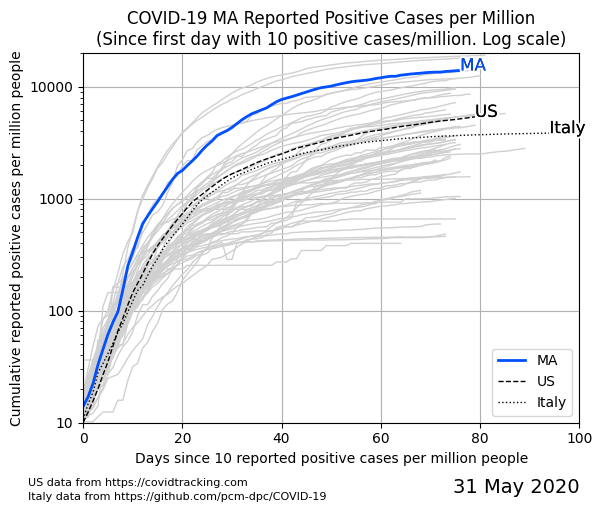 COVID-19 MA Reported Positive Cases per Million
(Since first day with 10 positive cases/million. Log scale)
Cumulative reported positive cases per million people
10000
1000
100
10
MA
US
Italy
MA
US
Italy
0
20
40
60
80
100
Days since 10 reported positive cases per million people
US data from https://covidtracking.com
Italy data from https://github.com/pcm-dpc/COVID-19
31 May 2020